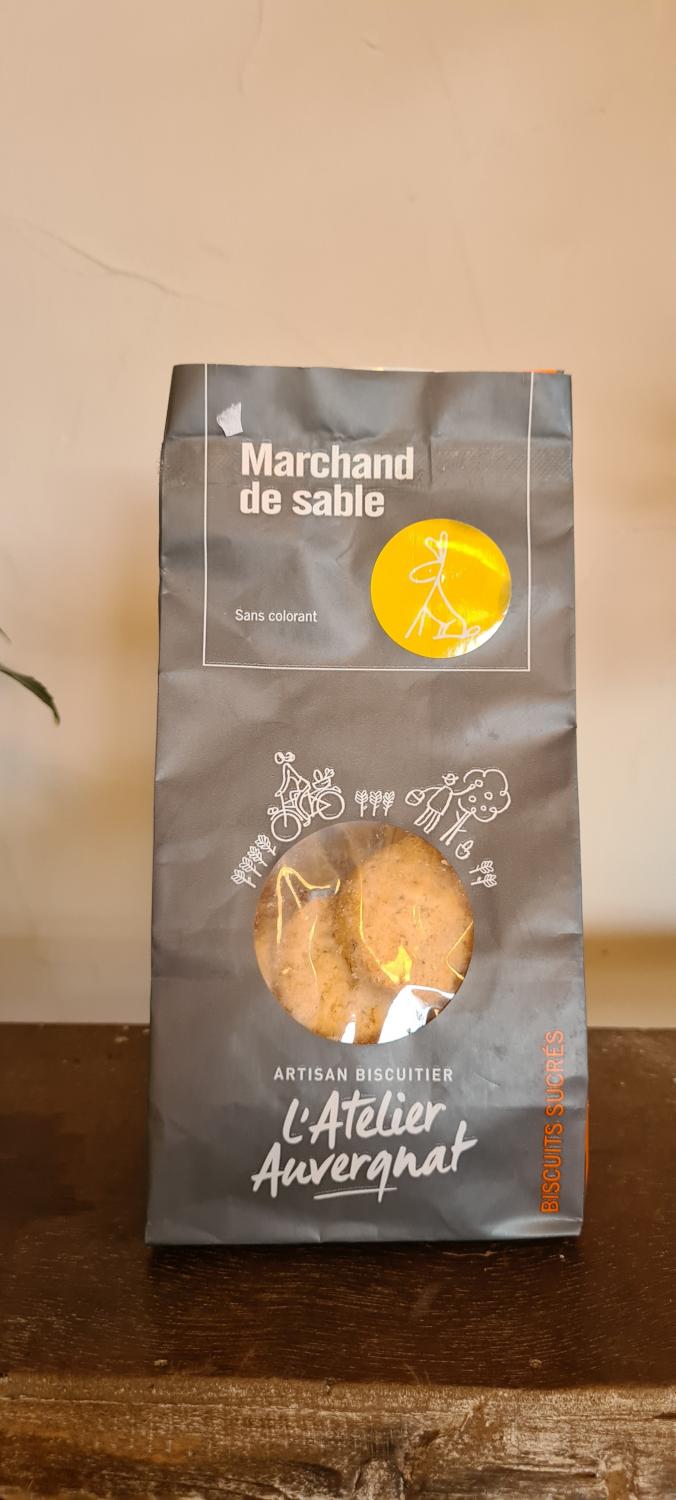 Marchand
de sable
Sans colorant
ARTISAN BISCUITIER
L'Atelier
Auvergnat
BISCUITS SUCRÉS